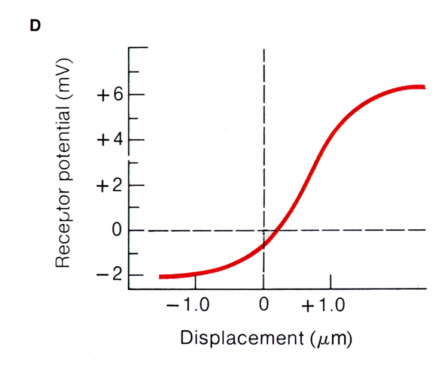 D
Receptor potential (mV)
+6
+4
+2
0
−2
−1.0
0
+1.0
Displacement (μm)